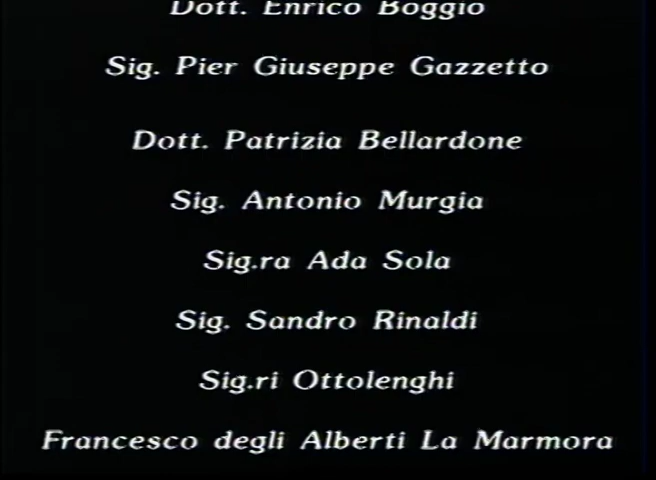 Dott. Enrico Boggio
Sig. Pier Giuseppe Gazzetto
Dott. Patrizia Bellardone
Sig. Antonio Murgia
Sig.ra Ada Sola
Sig. Sandro Rinaldi
Sig.ri Ottolenghi
Francesco degli Alberti La Marmora